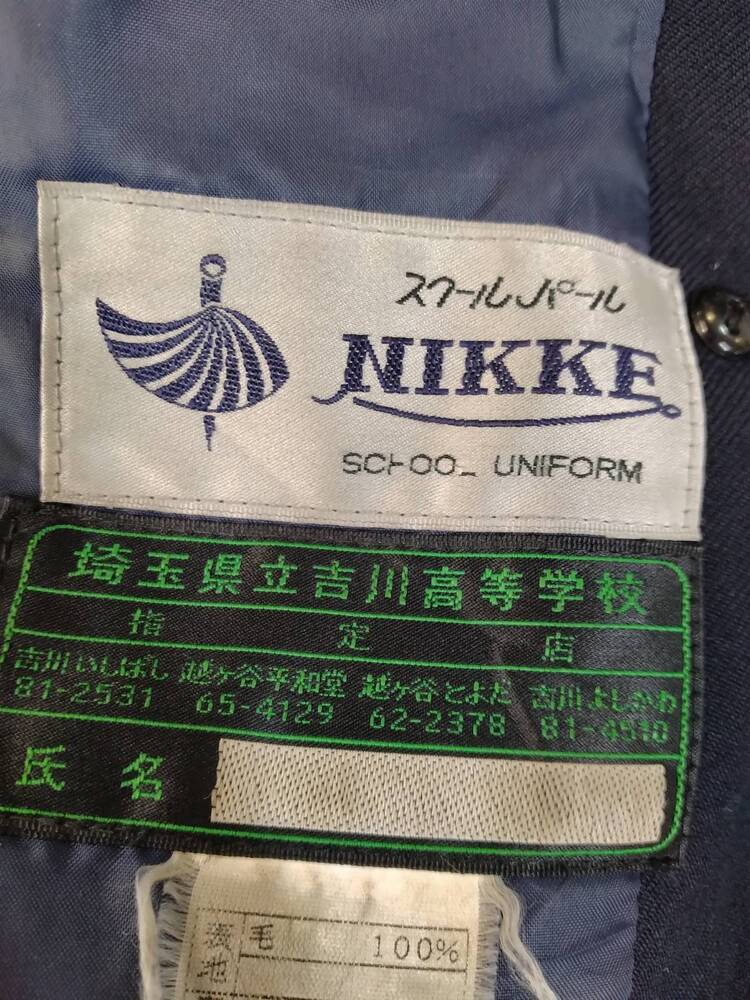 スクールパール
NIKKE
SCHOOL UNIFORM
埼玉県立吉川高等学校
指定店
吉川いしばし 越ヶ谷平和堂 越ヶ谷とよだ 吉川よしかわ
81-2531 65-4129 62-2378 81-4510
氏名
表地 毛 100%